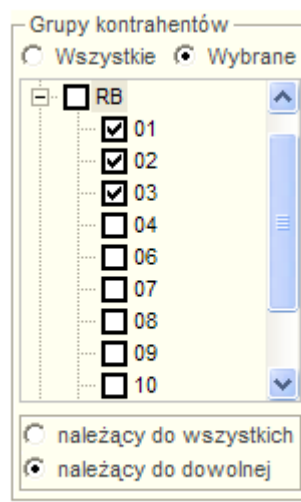 Grupy kontrahentów
Wszystkie Wybrane
RB
01
02
03
04
06
07
08
09
10
należący do wszystkich
należący do dowolnej